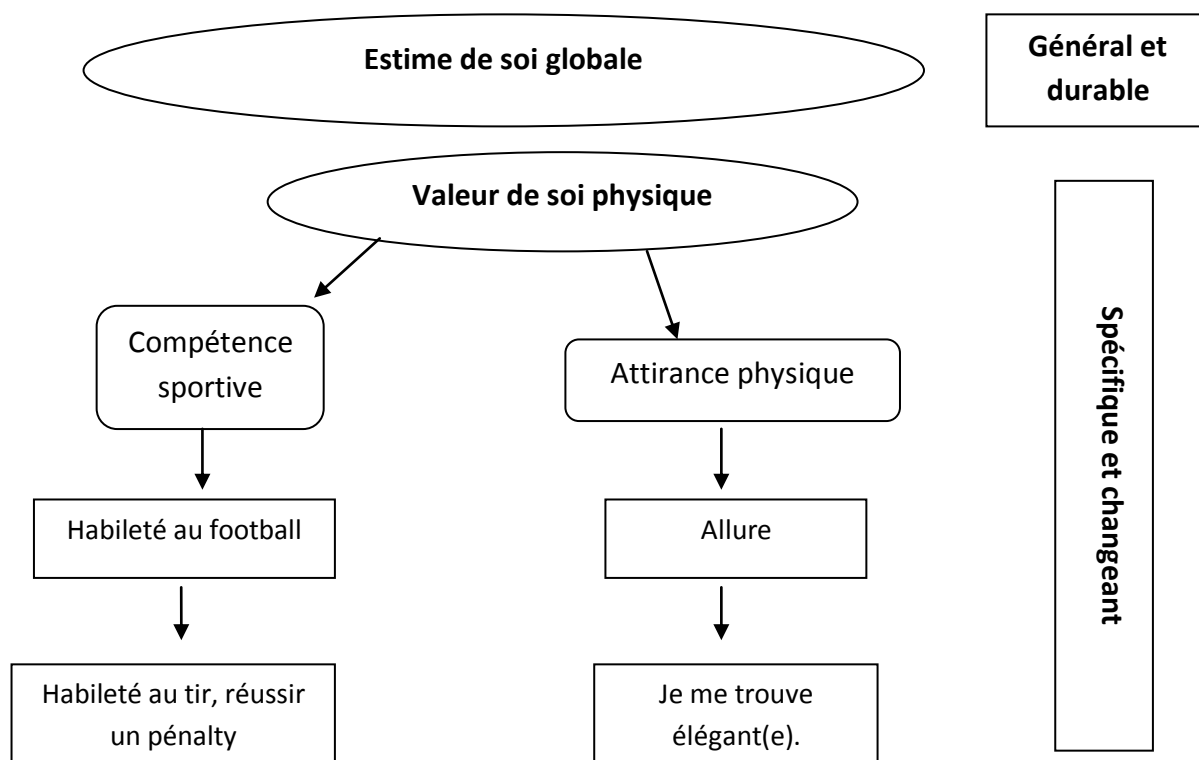 Estime de soi globale
Général et
durable
Valeur de soi physique
Compétence
sportive
Attirance physique
Spécifique et changeant
Habileté au football
Allure
Habileté au tir, réussir
un pénalty
Je me trouve
élégant(e).